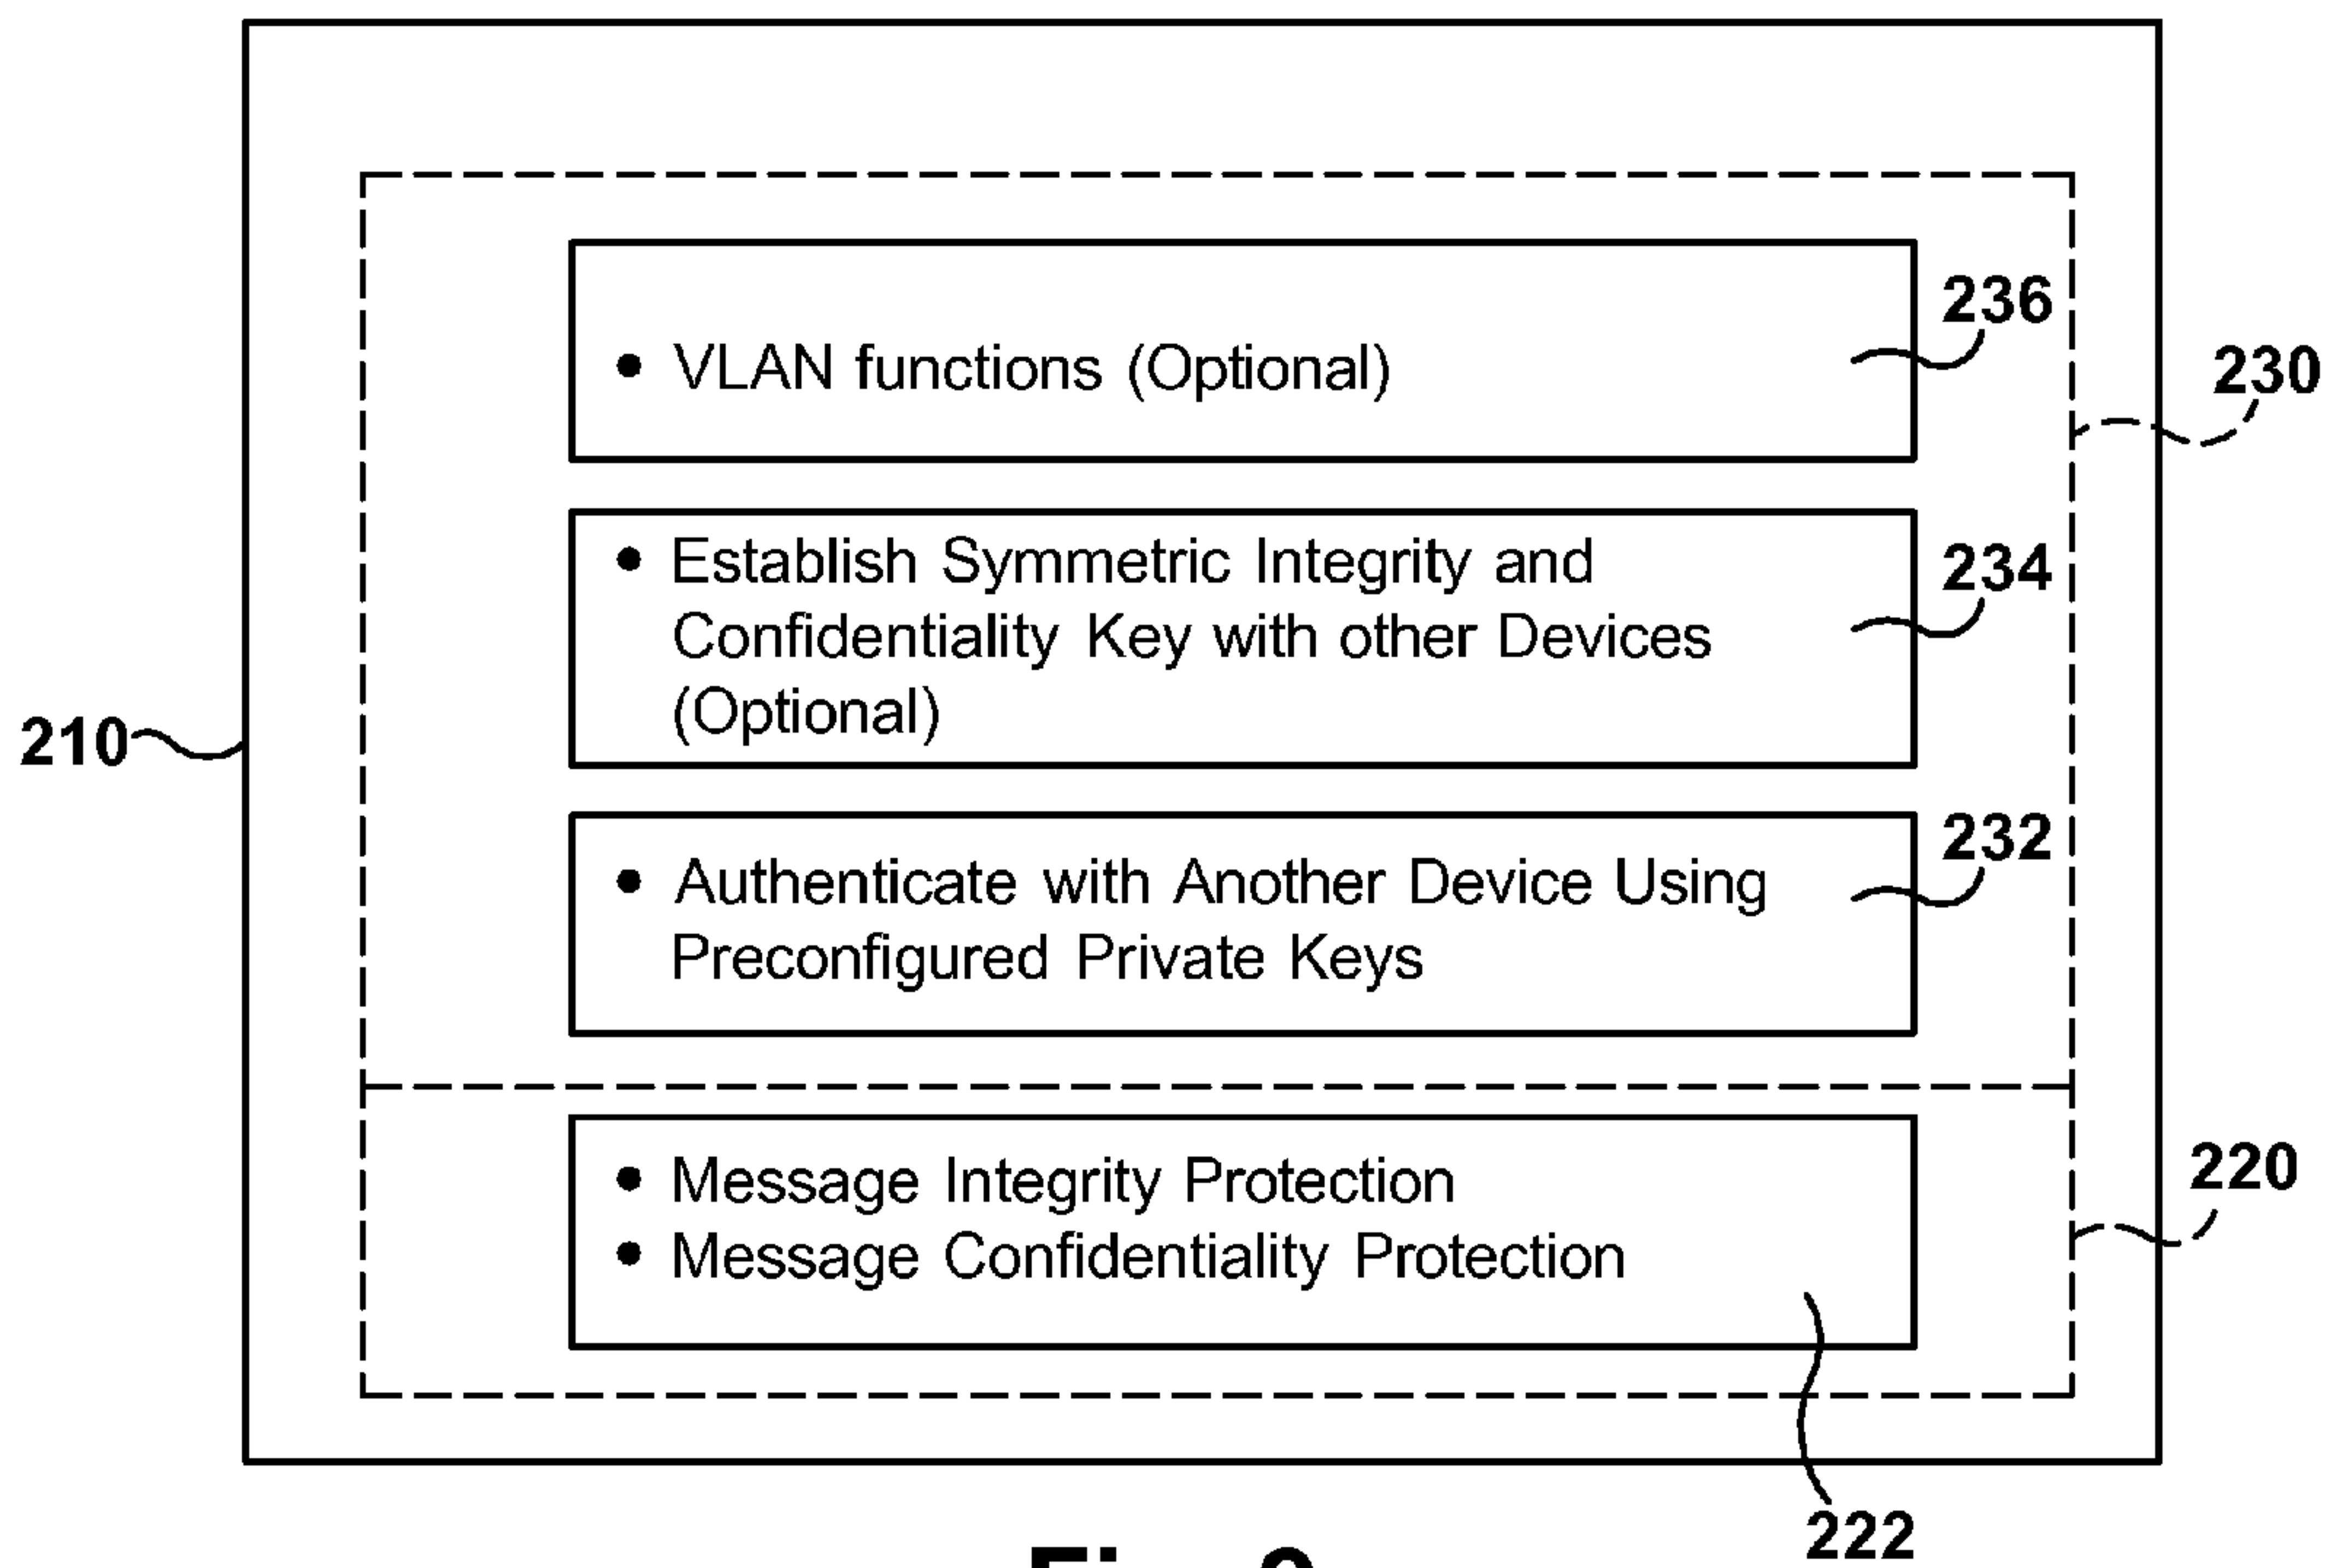 236
• VLAN functions (Optional)
230
• Establish Symmetric Integrity and
Confidentiality Key with other Devices
(Optional)
234
210
232
• Authenticate with Another Device Using
Preconfigured Private Keys
• Message Integrity Protection
• Message Confidentiality Protection
220
222